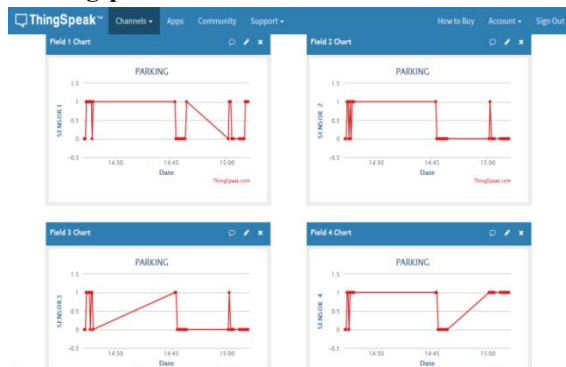 ThingSpeak™ Channels Apps Community Support How to Buy Account Sign Out
Field 1 Chart
PARKING
SENSOR1
1.5
1
0.5
0
-0.5
14:30 14:45 15:00
Date
ThingSpeak.com
Field 2 Chart
PARKING
SENSOR 2
1.5
1
0.5
0
-0.5
14:30 14:45 15:00
Date
ThingSpeak.com
Field 3 Chart
PARKING
SENSOR3
1.5
1
0.5
0
-0.5
14:30 14:45 15:00
Date
Field 4 Chart
PARKING
SENSOR 4
1.5
1
0.5
0
-0.5
14:30 14:45 15:00
Date